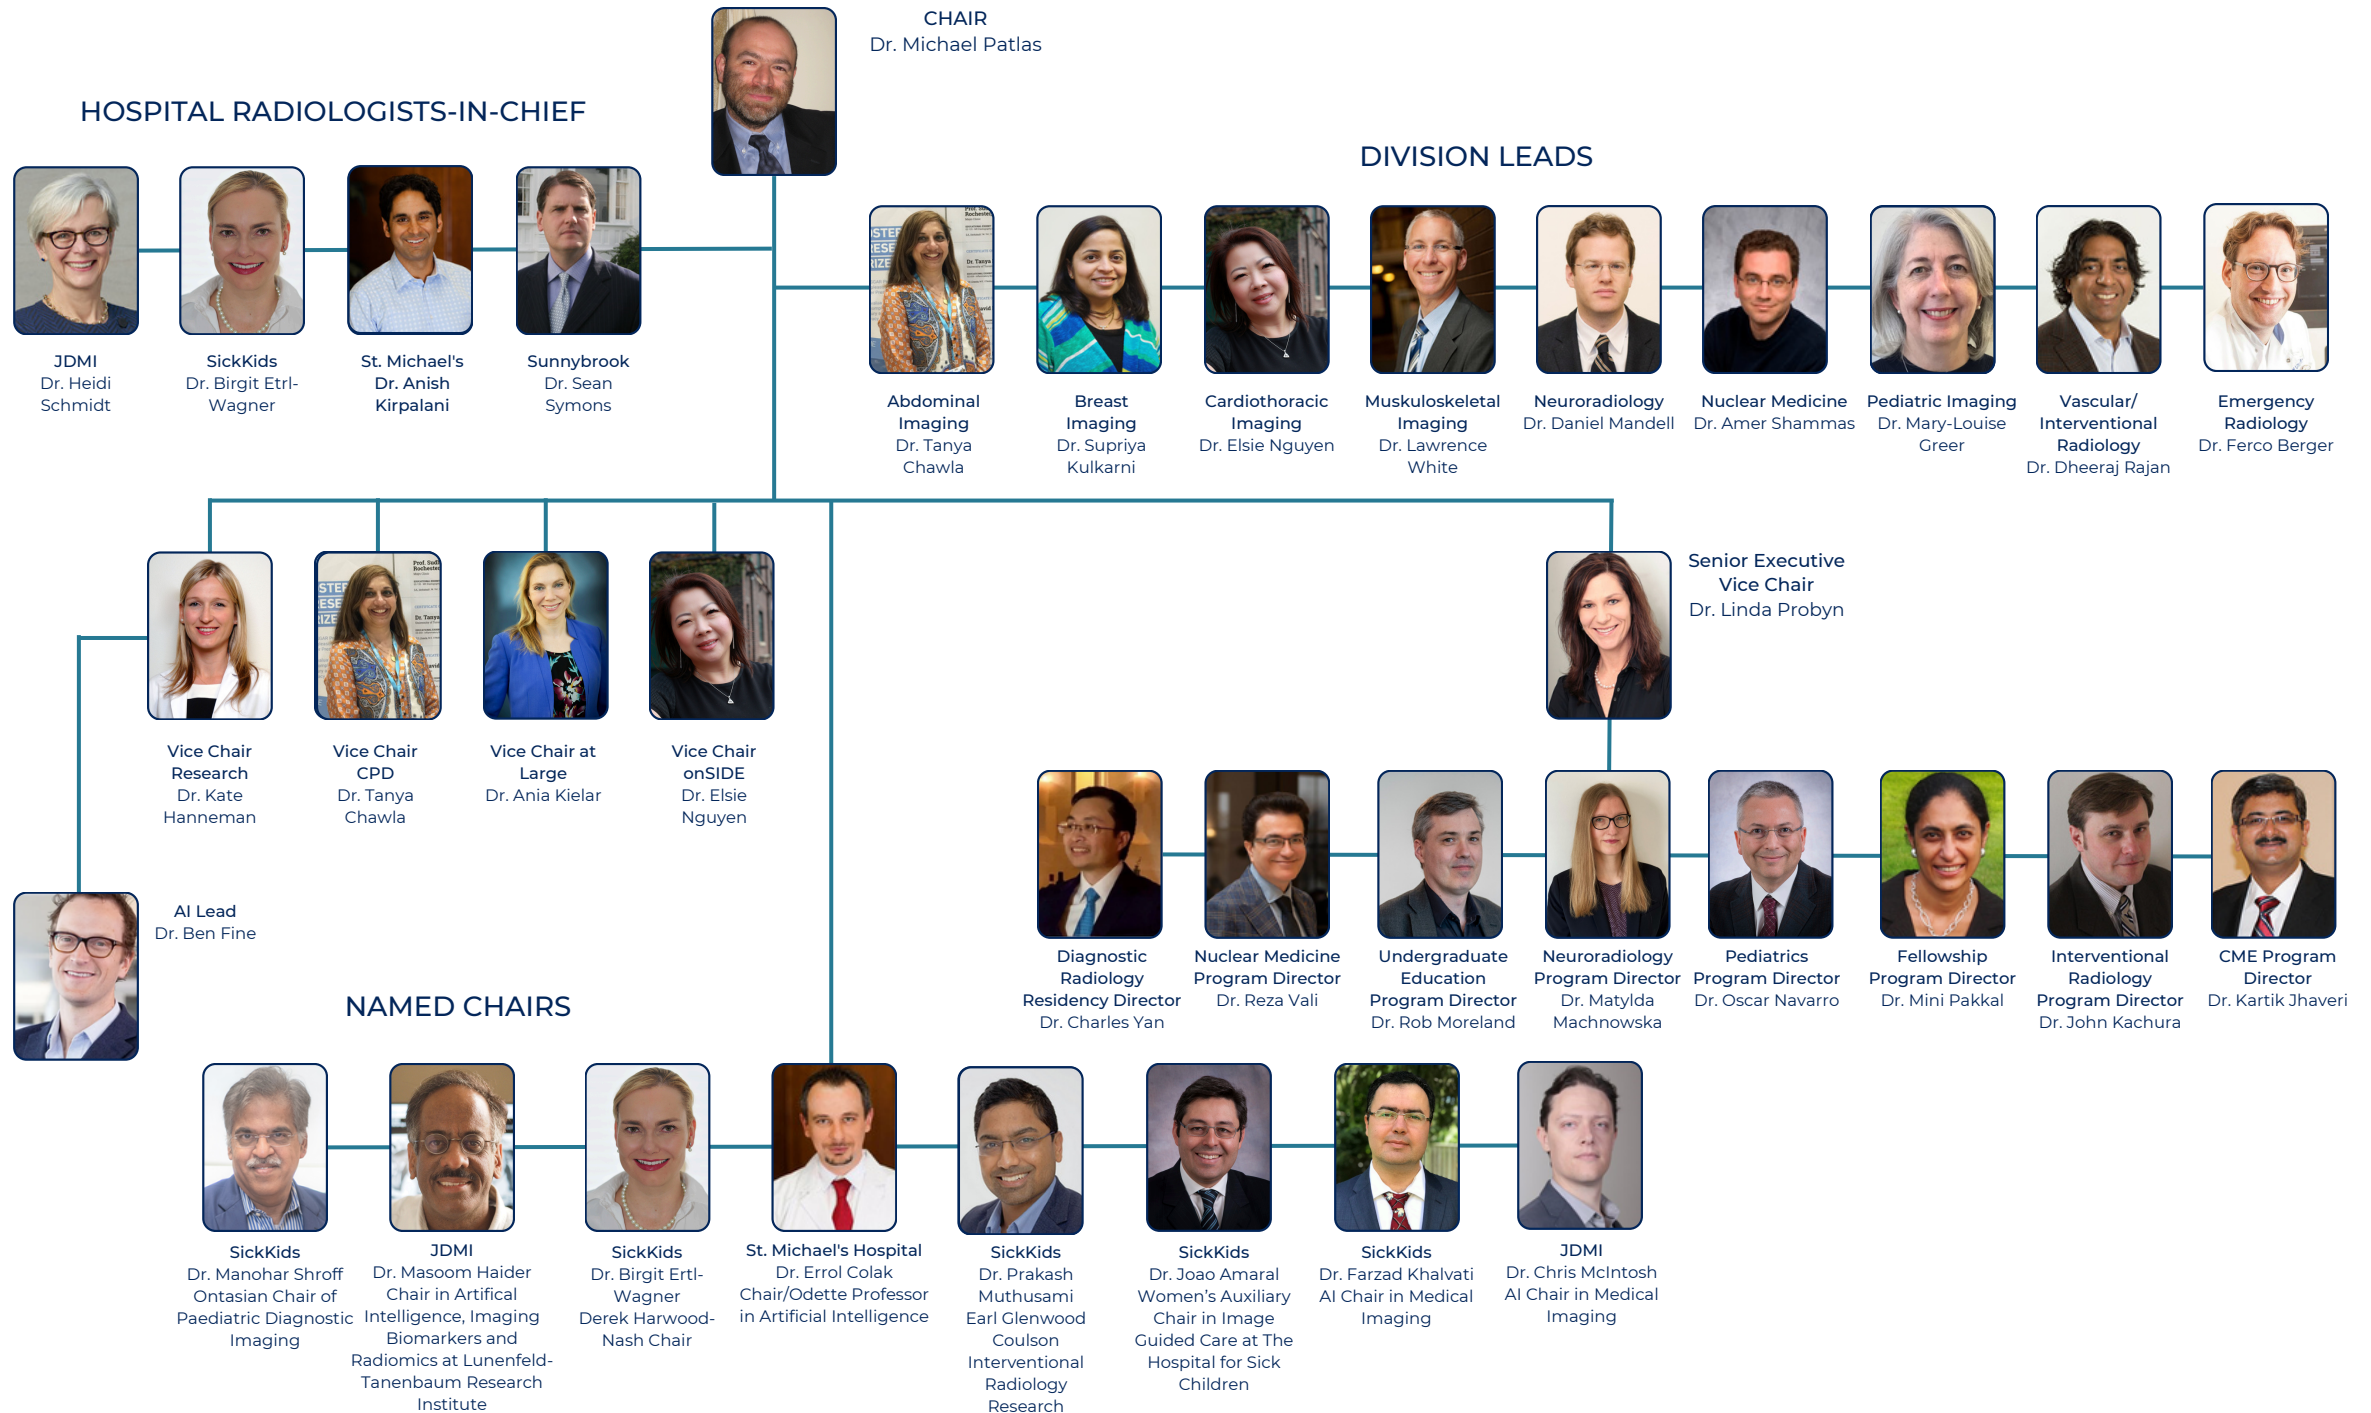 CHAIR
Dr. Michael Patlas
HOSPITAL RADIOLOGISTS-IN-CHIEF
JDMI
Dr. Heidi
Schmidt
SickKids
Dr. Birgit Etrl-
Wagner
St. Michael's
Dr. Anish
Kirpalani
Sunnybrook
Dr. Sean
Symons
DIVISION LEADS
Abdominal
Imaging
Dr. Tanya
Chawla
Breast
Imaging
Dr. Supriya
Kulkarni
Cardiothoracic
Imaging
Dr. Elsie Nguyen
Muskuloskeletal
Imaging
Dr. Lawrence
White
Neuroradiology
Dr. Daniel Mandell
Nuclear Medicine
Dr. Amer Shammas
Pediatric Imaging
Dr. Mary-Louise
Greer
Vascular/
Interventional
Radiology
Dr. Dheeraj Rajan
Emergency
Radiology
Dr. Ferco Berger
Vice Chair
Research
Dr. Kate
Hanneman
Vice Chair
CPD
Dr. Tanya
Chawla
Vice Chair at
Large
Dr. Ania Kielar
Vice Chair
onSIDE
Dr. Elsie
Nguyen
Senior Executive
Vice Chair
Dr. Linda Probyn
AI Lead
Dr. Ben Fine
Diagnostic
Radiology
Residency Director
Dr. Charles Yan
Nuclear Medicine
Program Director
Dr. Reza Vali
Undergraduate
Education
Program Director
Dr. Rob Moreland
Neuroradiology
Program Director
Dr. Matylda
Machnowska
Pediatrics
Program Director
Dr. Oscar Navarro
Fellowship
Program Director
Dr. Mini Pakkal
Interventional
Radiology
Program Director
Dr. John Kachura
CME Program
Director
Dr. Kartik Jhaveri
NAMED CHAIRS
SickKids
Dr. Manohar Shroff
Ontasian Chair of
Paediatric Diagnostic
Imaging
JDMI
Dr. Masoom Haider
Chair in Artifical
Intelligence, Imaging
Biomarkers and
Radiomics at Lunenfeld-
Tanenbaum Research
Institute
SickKids
Dr. Birgit Ertl-
Wagner
Derek Harwood-
Nash Chair
St. Michael's Hospital
Dr. Errol Colak
Chair/Odette Professor
in Artificial Intelligence
SickKids
Dr. Prakash
Muthusami
Earl Glenwood
Coulson
Interventional
Radiology
Research
SickKids
Dr. Joao Amaral
Women’s Auxiliary
Chair in Image
Guided Care at The
Hospital for Sick
Children
SickKids
Dr. Farzad Khalvati
AI Chair in Medical
Imaging
JDMI
Dr. Chris McIntosh
AI Chair in Medical
Imaging